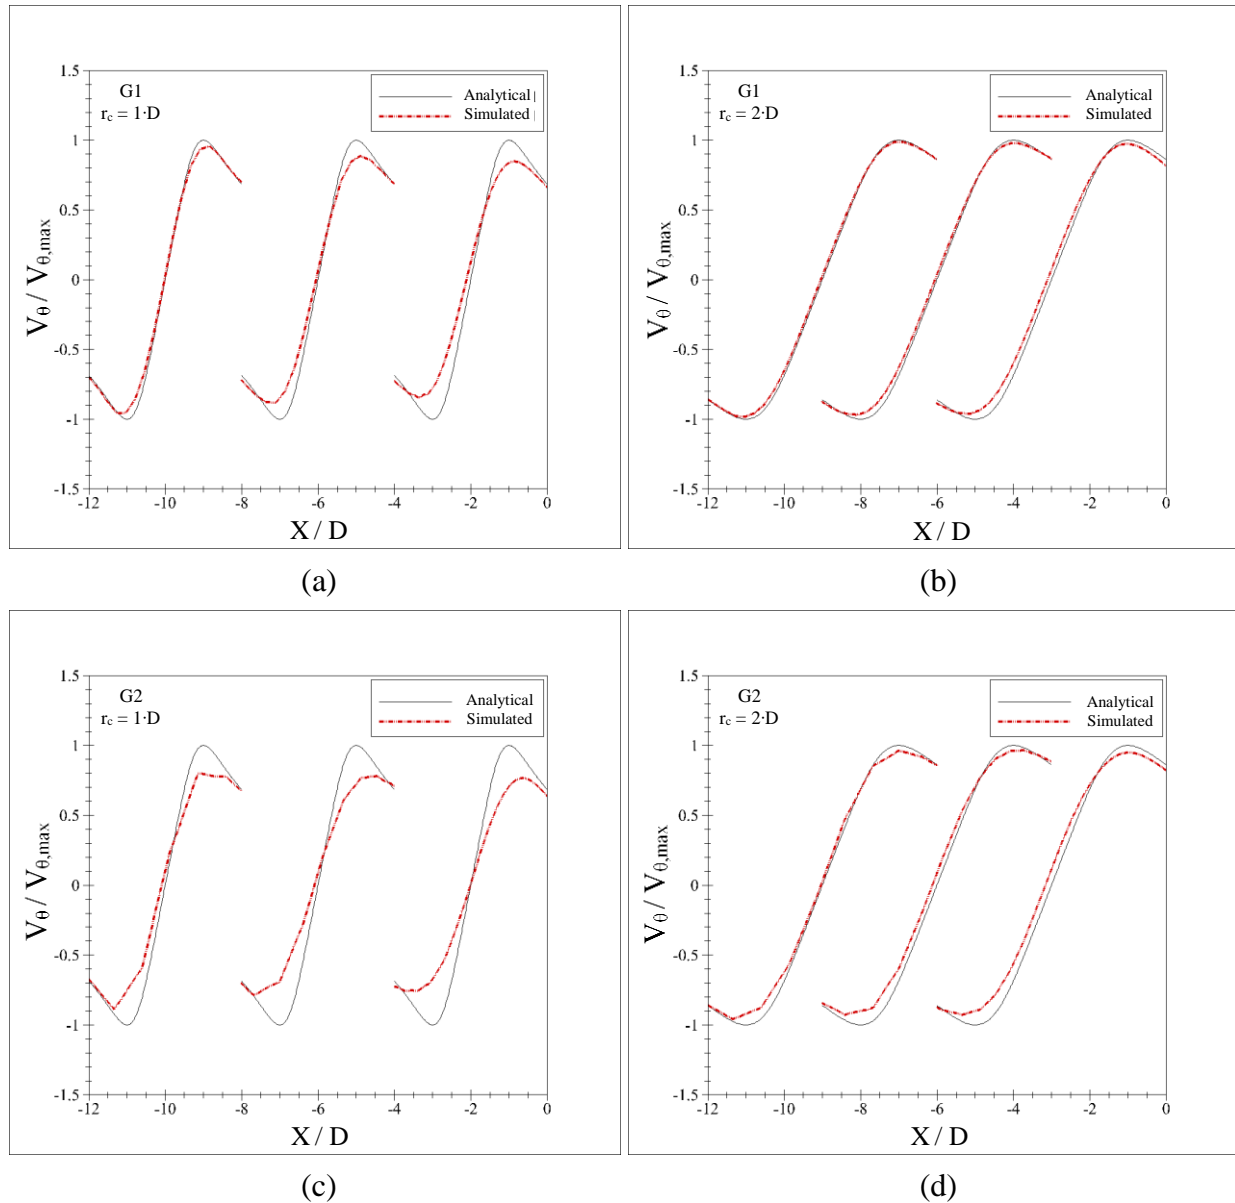 1.5
G1
r_c = 1·D
Analytical
Simulated
1
0.5
0
-0.5
-1
-1.5
V_θ / V_θ,max
-12 -10 -8 -6 -4 -2 0
X / D
(a)
1.5
G1
r_c = 2·D
Analytical
Simulated
1
0.5
0
-0.5
-1
-1.5
V_θ / V_θ,max
-12 -10 -8 -6 -4 -2 0
X / D
(b)
1.5
G2
r_c = 1·D
Analytical
Simulated
1
0.5
0
-0.5
-1
-1.5
V_θ / V_θ,max
-12 -10 -8 -6 -4 -2 0
X / D
(c)
1.5
G2
r_c = 2·D
Analytical
Simulated
1
0.5
0
-0.5
-1
-1.5
V_θ / V_θ,max
-12 -10 -8 -6 -4 -2 0
X / D
(d)